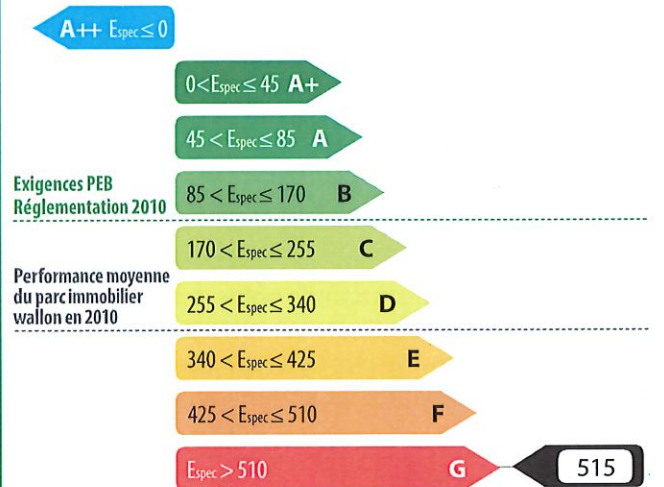 A++ Espec ≤ 0
0 < Espec ≤ 45 A+
45 < Espec ≤ 85 A
Exigences PEB
Réglementation 2010
85 < Espec ≤ 170 B
170 < Espec ≤ 255 C
Performance moyenne
du parc immobilier
wallon en 2010
255 < Espec ≤ 340 D
340 < Espec ≤ 425 E
425 < Espec ≤ 510 F
Espec > 510 G 515